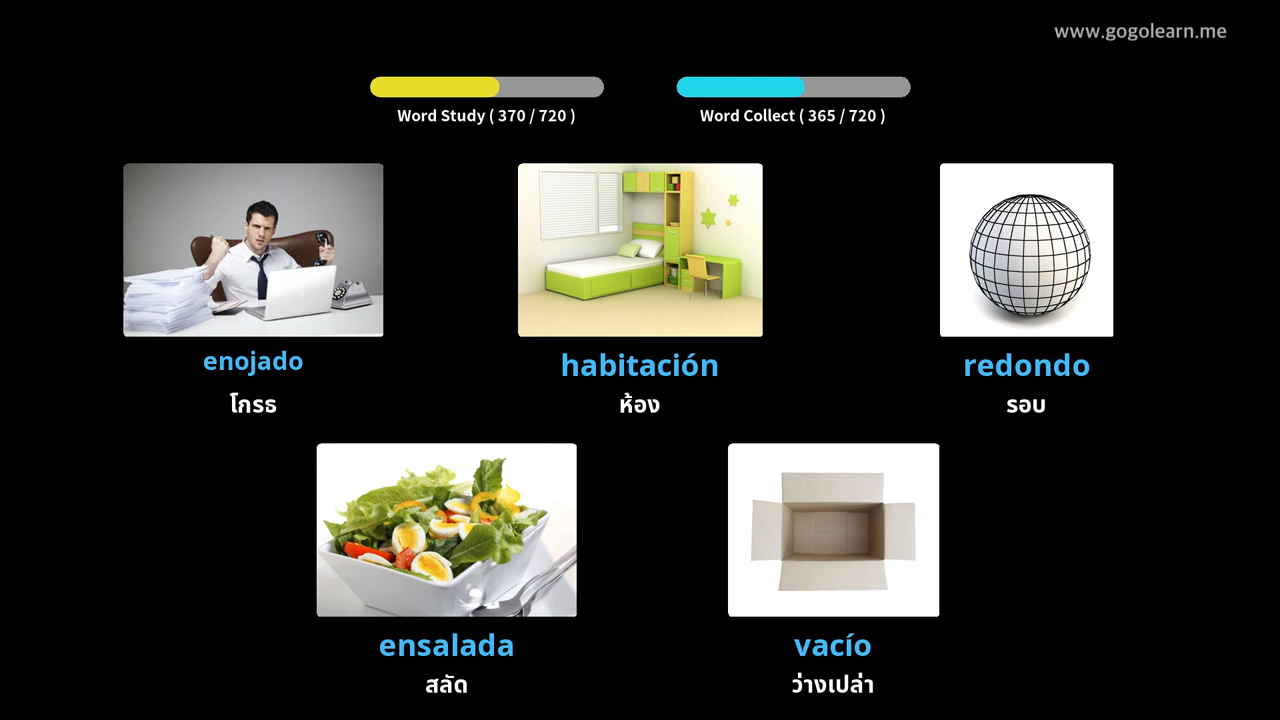 www.gogolearn.me
Word Study ( 370 / 720 )
Word Collect ( 365 / 720 )
enojado
โกรธ
habitación
ห้อง
redondo
รอบ
ensalada
สลัด
vacío
ว่างเปล่า